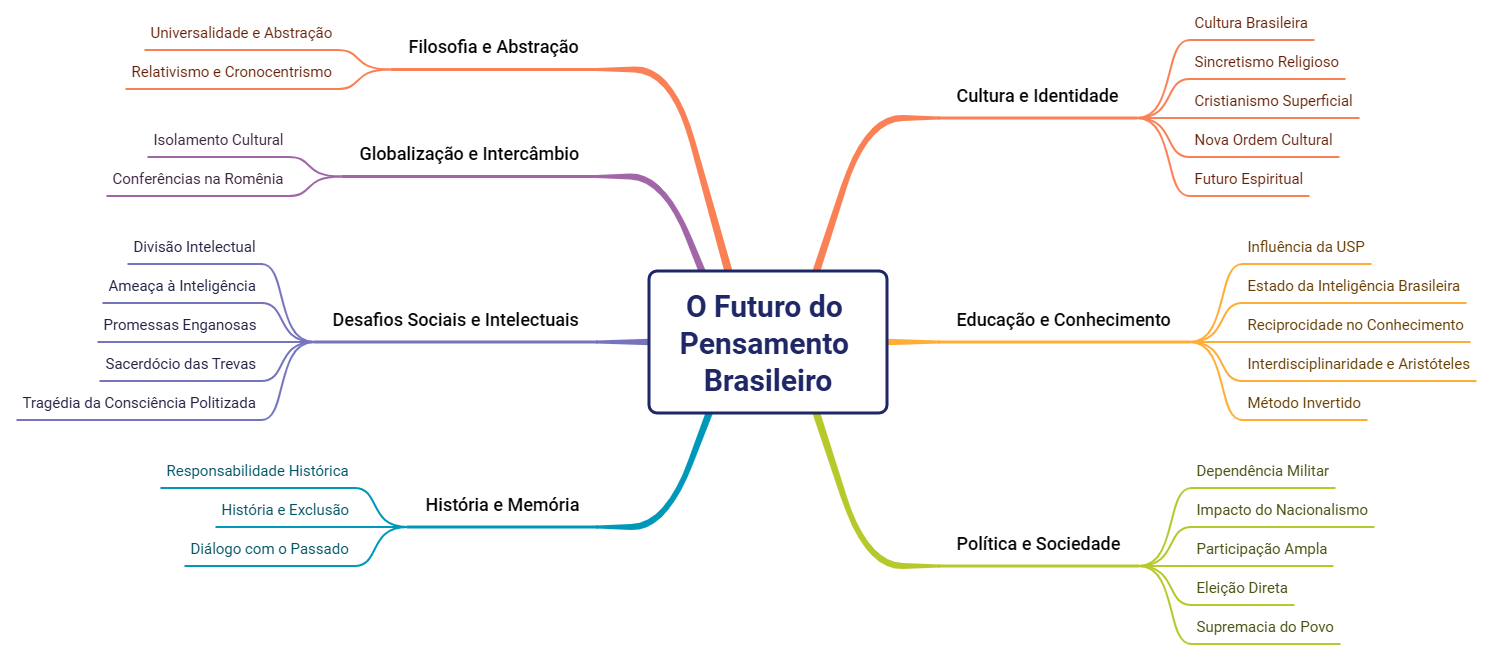 O Futuro do
Pensamento
Brasileiro
Cultura e Identidade
Cultura Brasileira
Sincretismo Religioso
Cristianismo Superficial
Nova Ordem Cultural
Futuro Espiritual
Educação e Conhecimento
Influência da USP
Estado da Inteligência Brasileira
Reciprocidade no Conhecimento
Interdisciplinaridade e Aristóteles
Método Invertido
Política e Sociedade
Dependência Militar
Impacto do Nacionalismo
Participação Ampla
Eleição Direta
Supremacia do Povo
Filosofia e Abstração
Universalidade e Abstração
Relativismo e Cronocentrismo
Globalização e Intercâmbio
Isolamento Cultural
Conferências na Romênia
Desafios Sociais e Intelectuais
Divisão Intelectual
Ameaça à Inteligência
Promessas Enganosas
Sacerdócio das Trevas
Tragédia da Consciência Politizada
História e Memória
Responsabilidade Histórica
História e Exclusão
Diálogo com o Passado